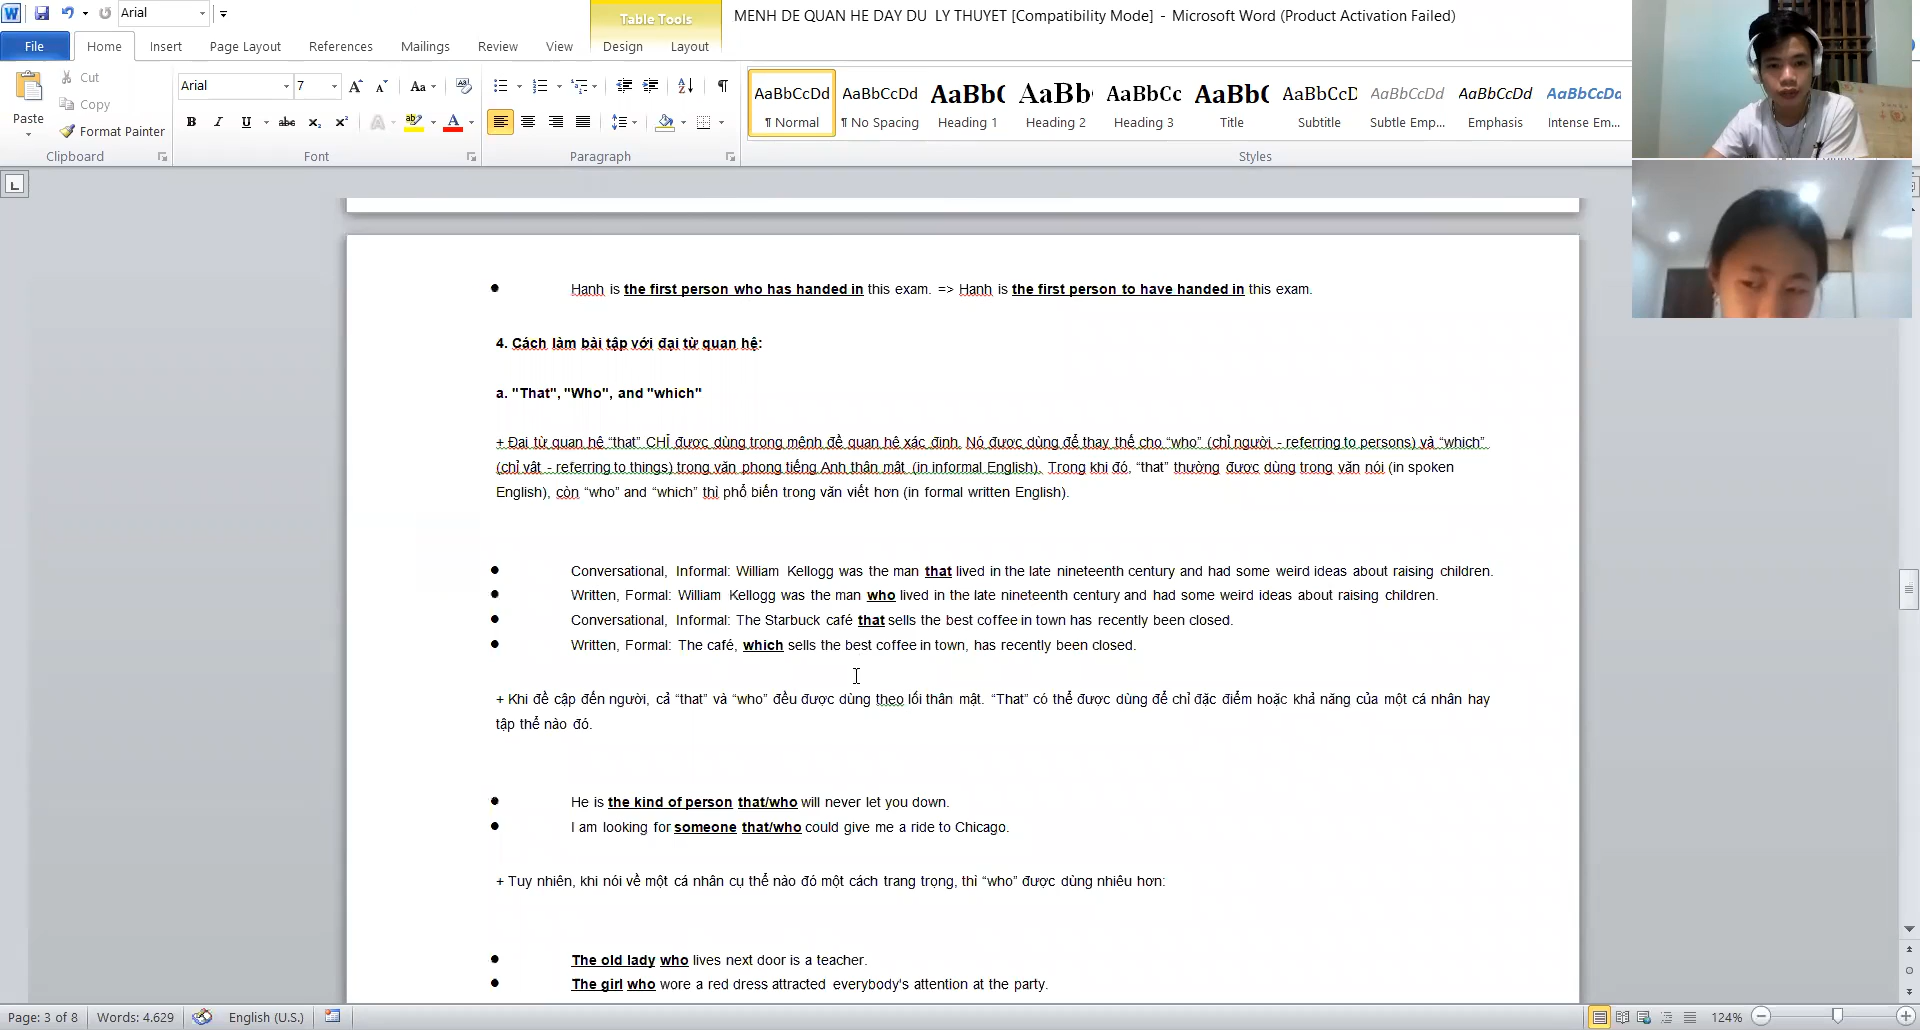 Arial
Table Tools
MENH DE QUAN HE DAY DU LY THUYET [Compatibility Mode] - Microsoft Word (Product Activation Failed)
File
Home
Insert
Page Layout
References
Mailings
Review
View
Design
Layout
Paste
Cut
Copy
Format Painter
Clipboard
Arial
7
Font
Paragraph
AaBbCcDd
¶ Normal
AaBbCcDd
¶ No Spacing
AaBb(
Heading 1
AaBb
Heading 2
AaBbCc
Heading 3
AaBb(
Title
AaBbCcD
Subtitle
AaBbCcDd
Subtle Emp...
AaBbCcDd
Emphasis
AaBbCcDd
Intense Em...
Styles
Hanh is the first person who has handed in this exam. => Hanh is the first person to have handed in this exam.
4. Cách làm bài tập với đại từ quan hệ:
a. "That", "Who", and "which"
+ Đại từ quan hệ “that” CHỈ được dùng trong mệnh đề quan hệ xác định. Nó được dùng để thay thế cho “who” (chỉ người - referring to persons) và “which”
(chỉ vật - referring to things) trong văn phong tiếng Anh thân mật (in informal English). Trong khi đó, “that” thường được dùng trong văn nói (in spoken
English), còn “who” and “which” thì phổ biến trong văn viết hơn (in formal written English).
Conversational, Informal: William Kellogg was the man that lived in the late nineteenth century and had some weird ideas about raising children.
Written, Formal: William Kellogg was the man who lived in the late nineteenth century and had some weird ideas about raising children.
Conversational, Informal: The Starbuck café that sells the best coffee in town has recently been closed.
Written, Formal: The café, which sells the best coffee in town, has recently been closed.
+ Khi đề cập đến người, cả “that” và “who” đều được dùng theo lối thân mật. “That” có thể được dùng để chỉ đặc điểm hoặc khả năng của một cá nhân hay
tập thể nào đó.
He is the kind of person that/who will never let you down.
I am looking for someone that/who could give me a ride to Chicago.
+ Tuy nhiên, khi nói về một cá nhân cụ thể nào đó một cách trang trọng, thì “who” được dùng nhiều hơn:
The old lady who lives next door is a teacher.
The girl who wore a red dress attracted everybody's attention at the party.
Page: 3 of 8
Words: 4.629
English (U.S.)
124%